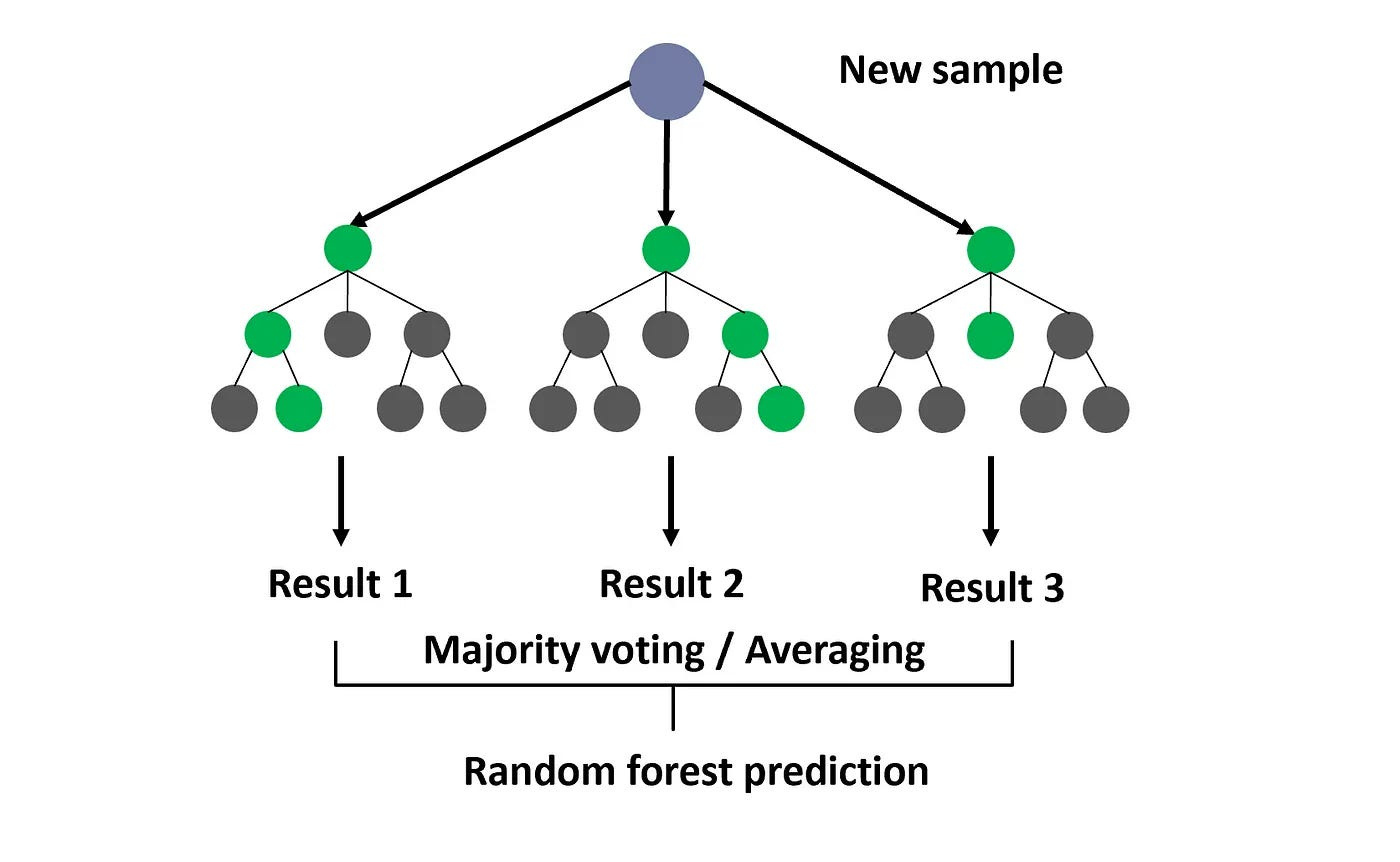 New sample
Result 1
Result 2
Result 3
Majority voting / Averaging
Random forest prediction